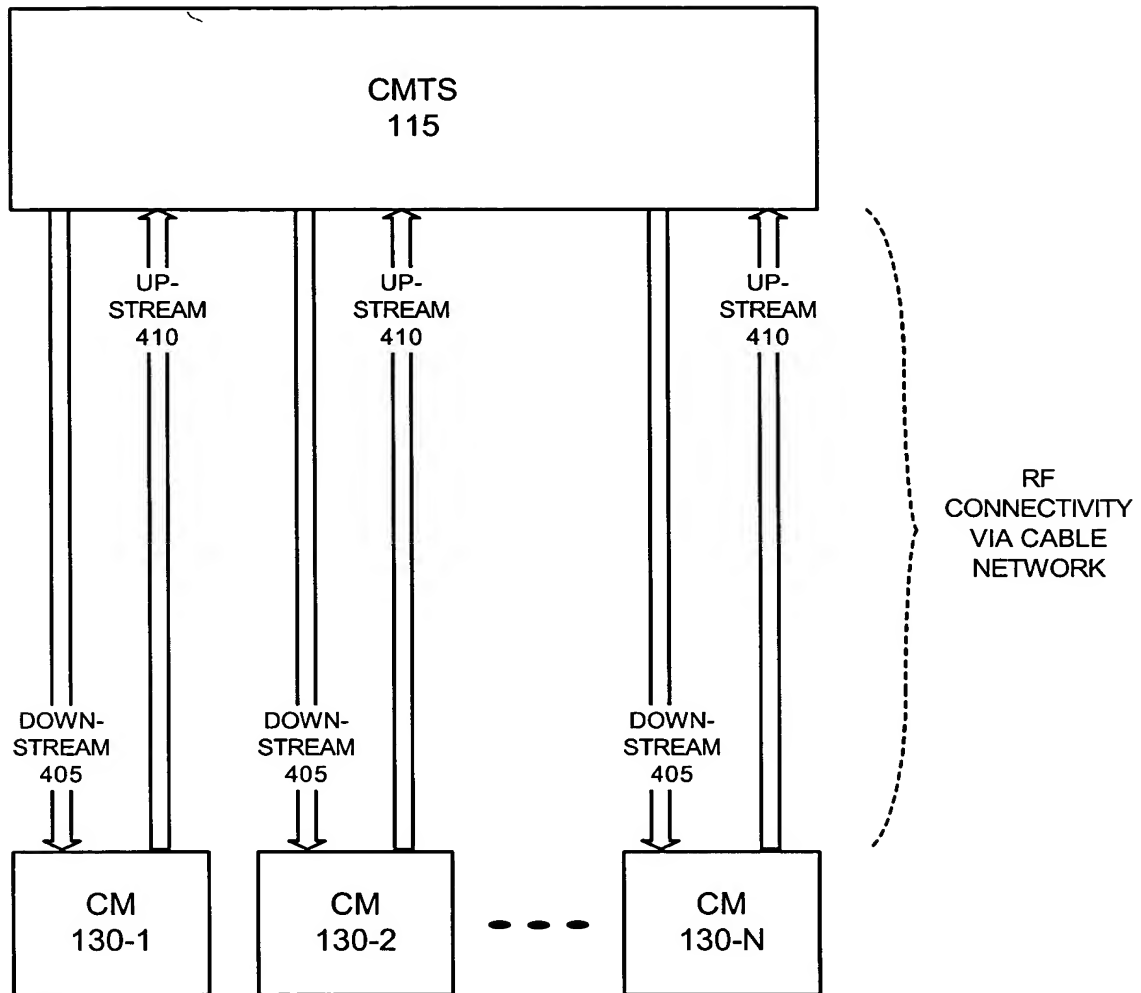 CMTS
115
UP-
STREAM
410
UP-
STREAM
410
UP-
STREAM
410
RF
CONNECTIVITY
VIA CABLE
NETWORK
DOWN-
STREAM
405
DOWN-
STREAM
405
DOWN-
STREAM
405
CM
130-1
CM
130-2
CM
130-N